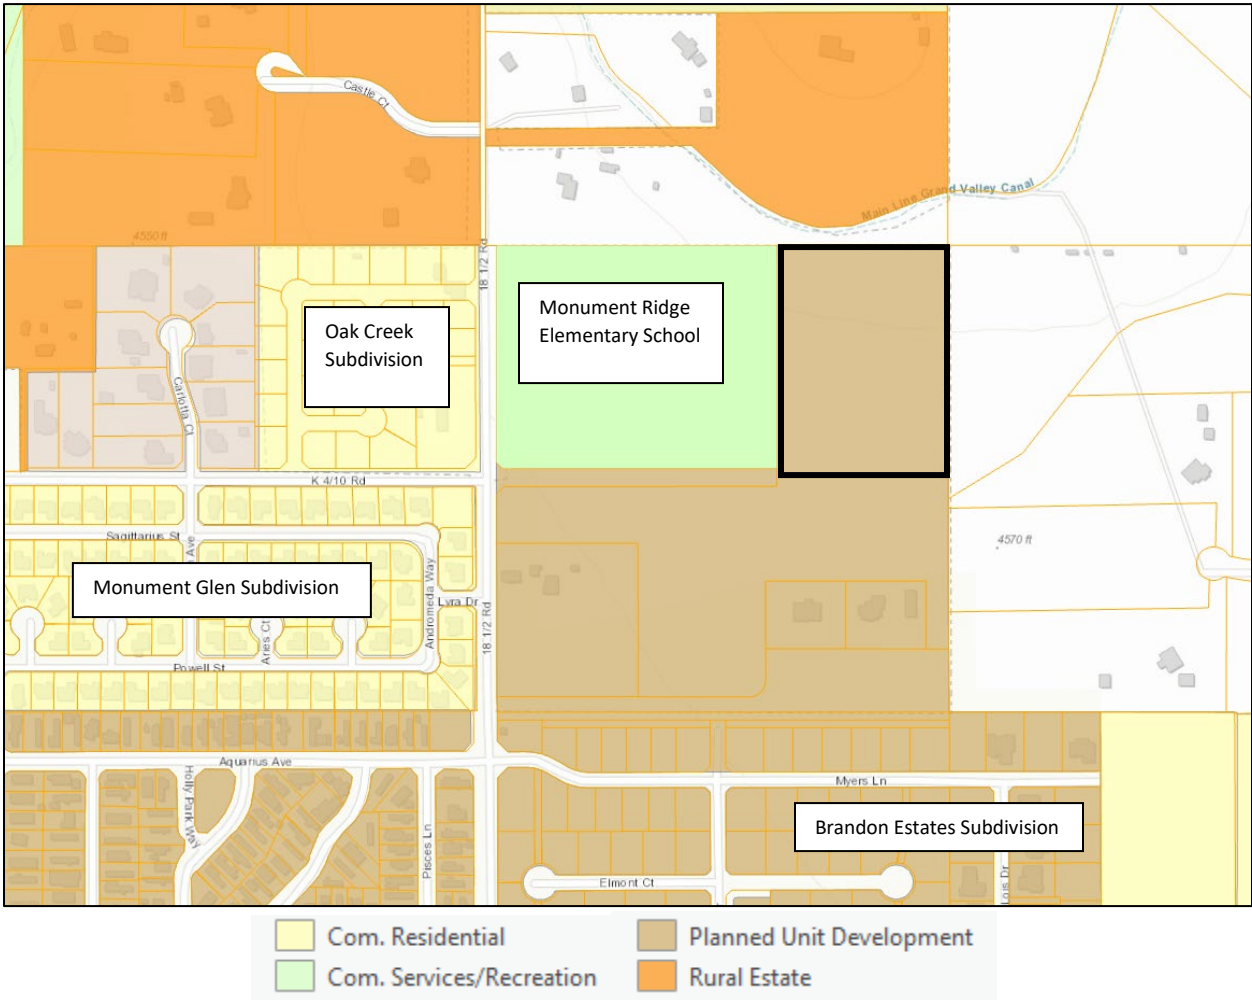 Castle Ct
Main Line Grand Valley Canal
4550 ft
18 1/2 Rd
Monument Ridge
Elementary School
Oak Creek
Subdivision
Carlotta Ct
K 4/10 Rd
Sagittarius St
Ave
4570 ft
Monument Glen Subdivision
Andromeda Way
Lyra Dr
Aries Ct
18 1/2 Rd
Powell St
Aquarius Ave
Holly Park Way
Pisces Ln
Myers Ln
Brandon Estates Subdivision
Elmont Ct
Lois Dr
Com. Residential
Planned Unit Development
Com. Services/Recreation
Rural Estate